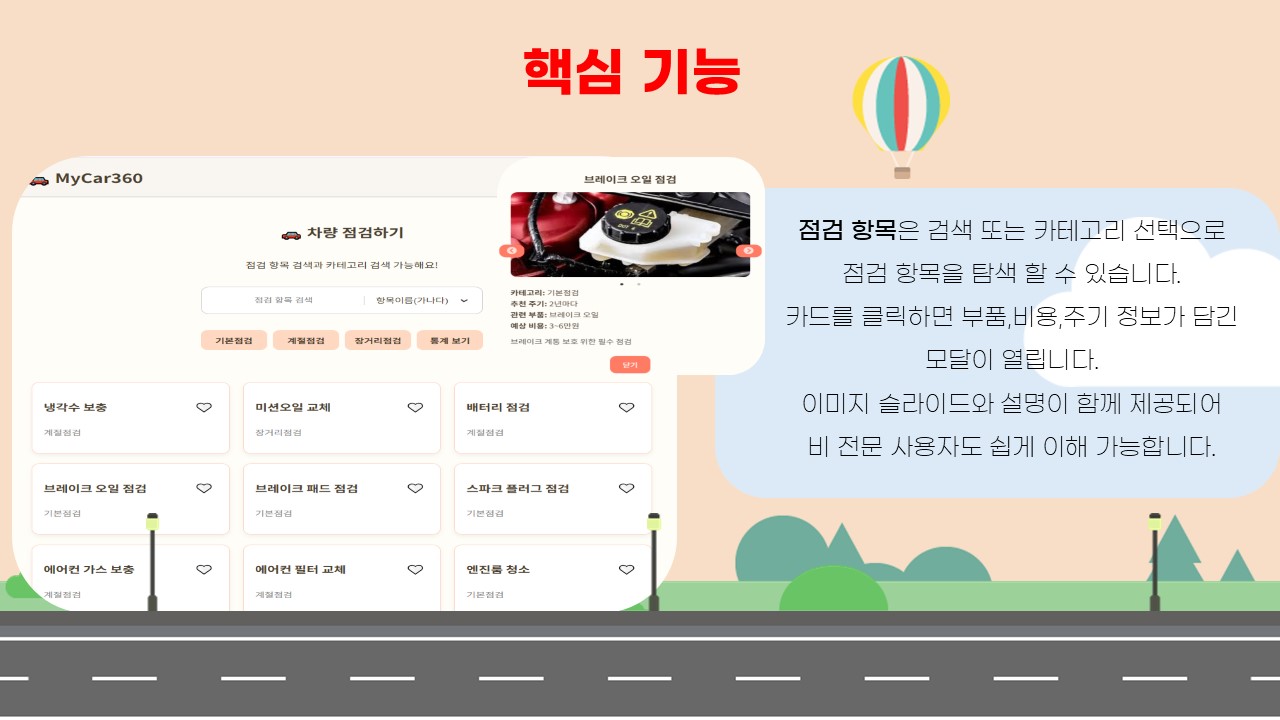 핵심 기능
MyCar360
차량 점검하기
점검 항목 검색과 카테고리 검색 가능해요!
점검 항목 검색
항목이름(가나다)
기본점검
계절점검
장거리점검
통계 보기
냉각수 보충
계절점검
미션오일 교체
장거리점검
배터리 점검
계절점검
브레이크 오일 점검
기본점검
브레이크 패드 점검
기본점검
스파크 플러그 점검
기본점검
에어컨 가스 보충
계절점검
에어컨 필터 교체
계절점검
엔진룸 청소
기본점검
브레이크 오일 점검
카테고리: 기본점검
추천 주기: 2년마다
관련 부품: 브레이크 오일
예상 비용: 3~6만원
브레이크 계통 보호 위한 필수 점검
닫기
점검 항목은 검색 또는 카테고리 선택으로
점검 항목을 탐색 할 수 있습니다.
카드를 클릭하면 부품,비용,주기 정보가 담긴
모달이 열립니다.
이미지 슬라이드와 설명이 함께 제공되어
비 전문 사용자도 쉽게 이해 가능합니다.